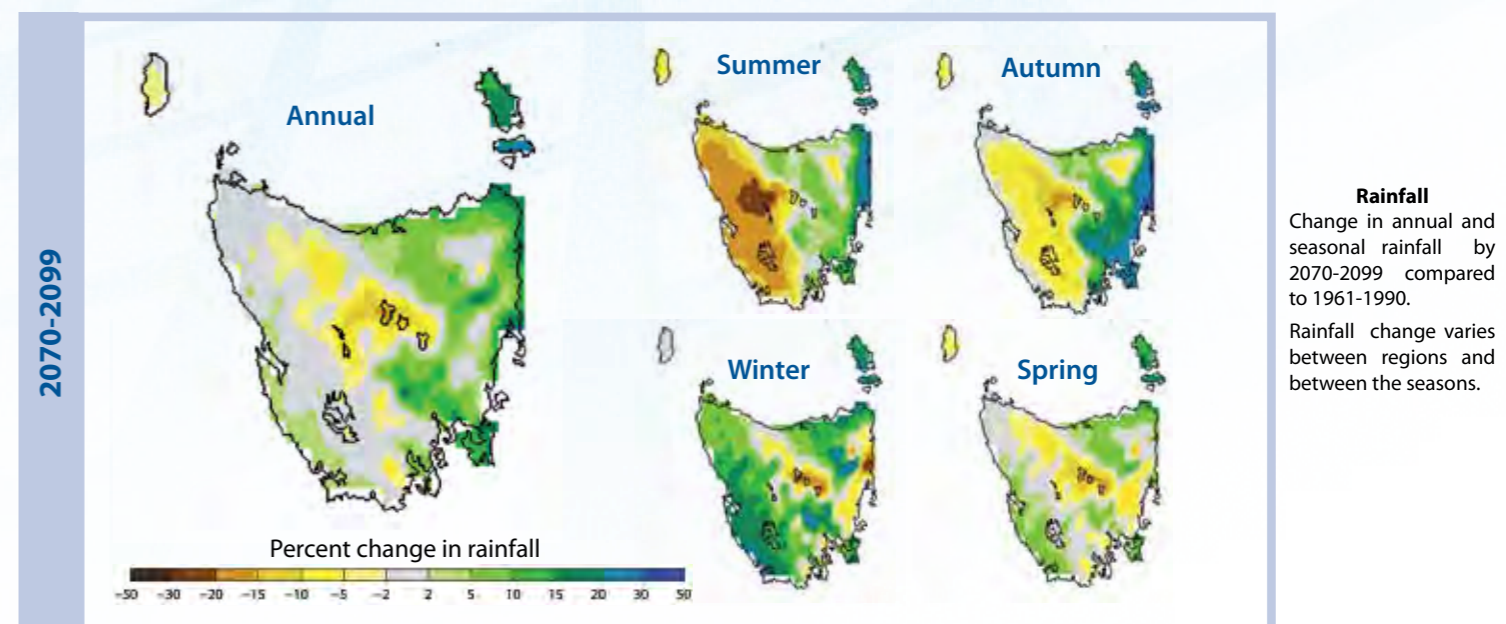 2070-2099
Annual
Summer
Autumn
Winter
Spring
Percent change in rainfall
−50 −30 −20 −15 −10 −5 −2 2 5 10 15 20 30 50
Rainfall
Change in annual and
seasonal rainfall by
2070-2099 compared
to 1961-1990.
Rainfall change varies
between regions and
between the seasons.